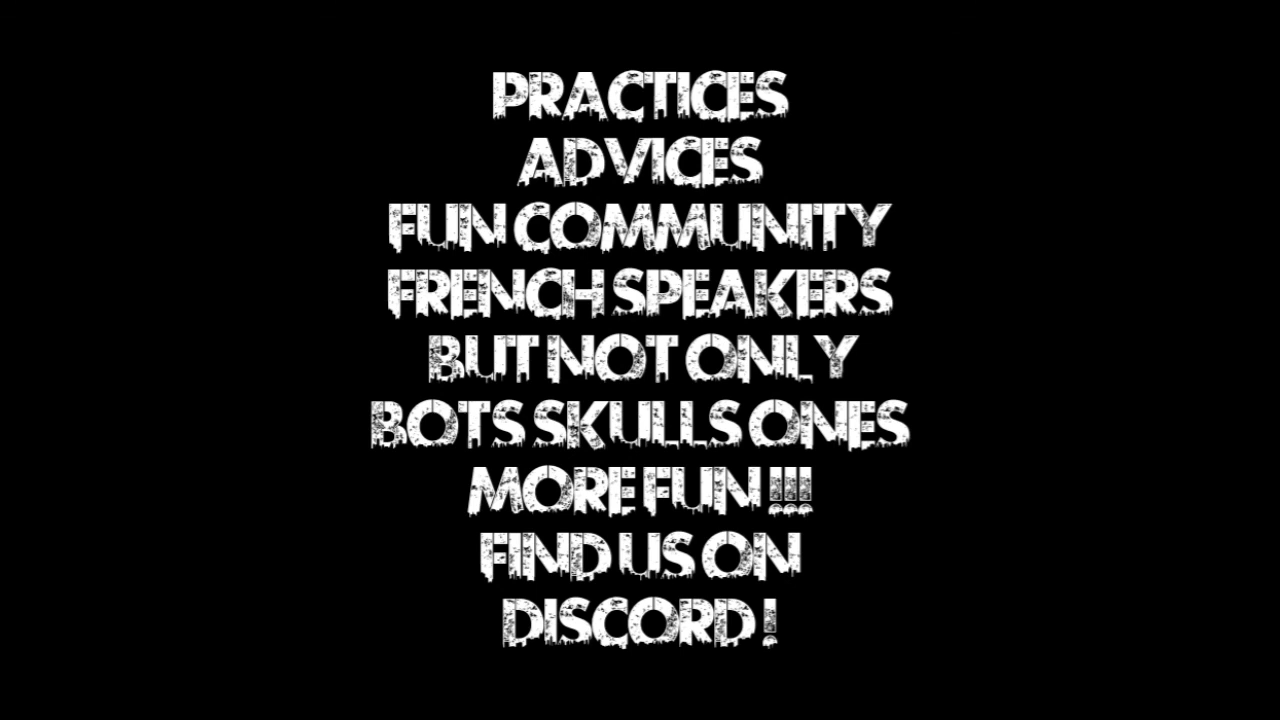 PRACTICES
ADVICES
FUN COMMUNITY
FRENCH SPEAKERS
BUT NOT ONLY
BOTS SKULLS ONES
MORE FUN !!!
FIND US ON
DISCORD !